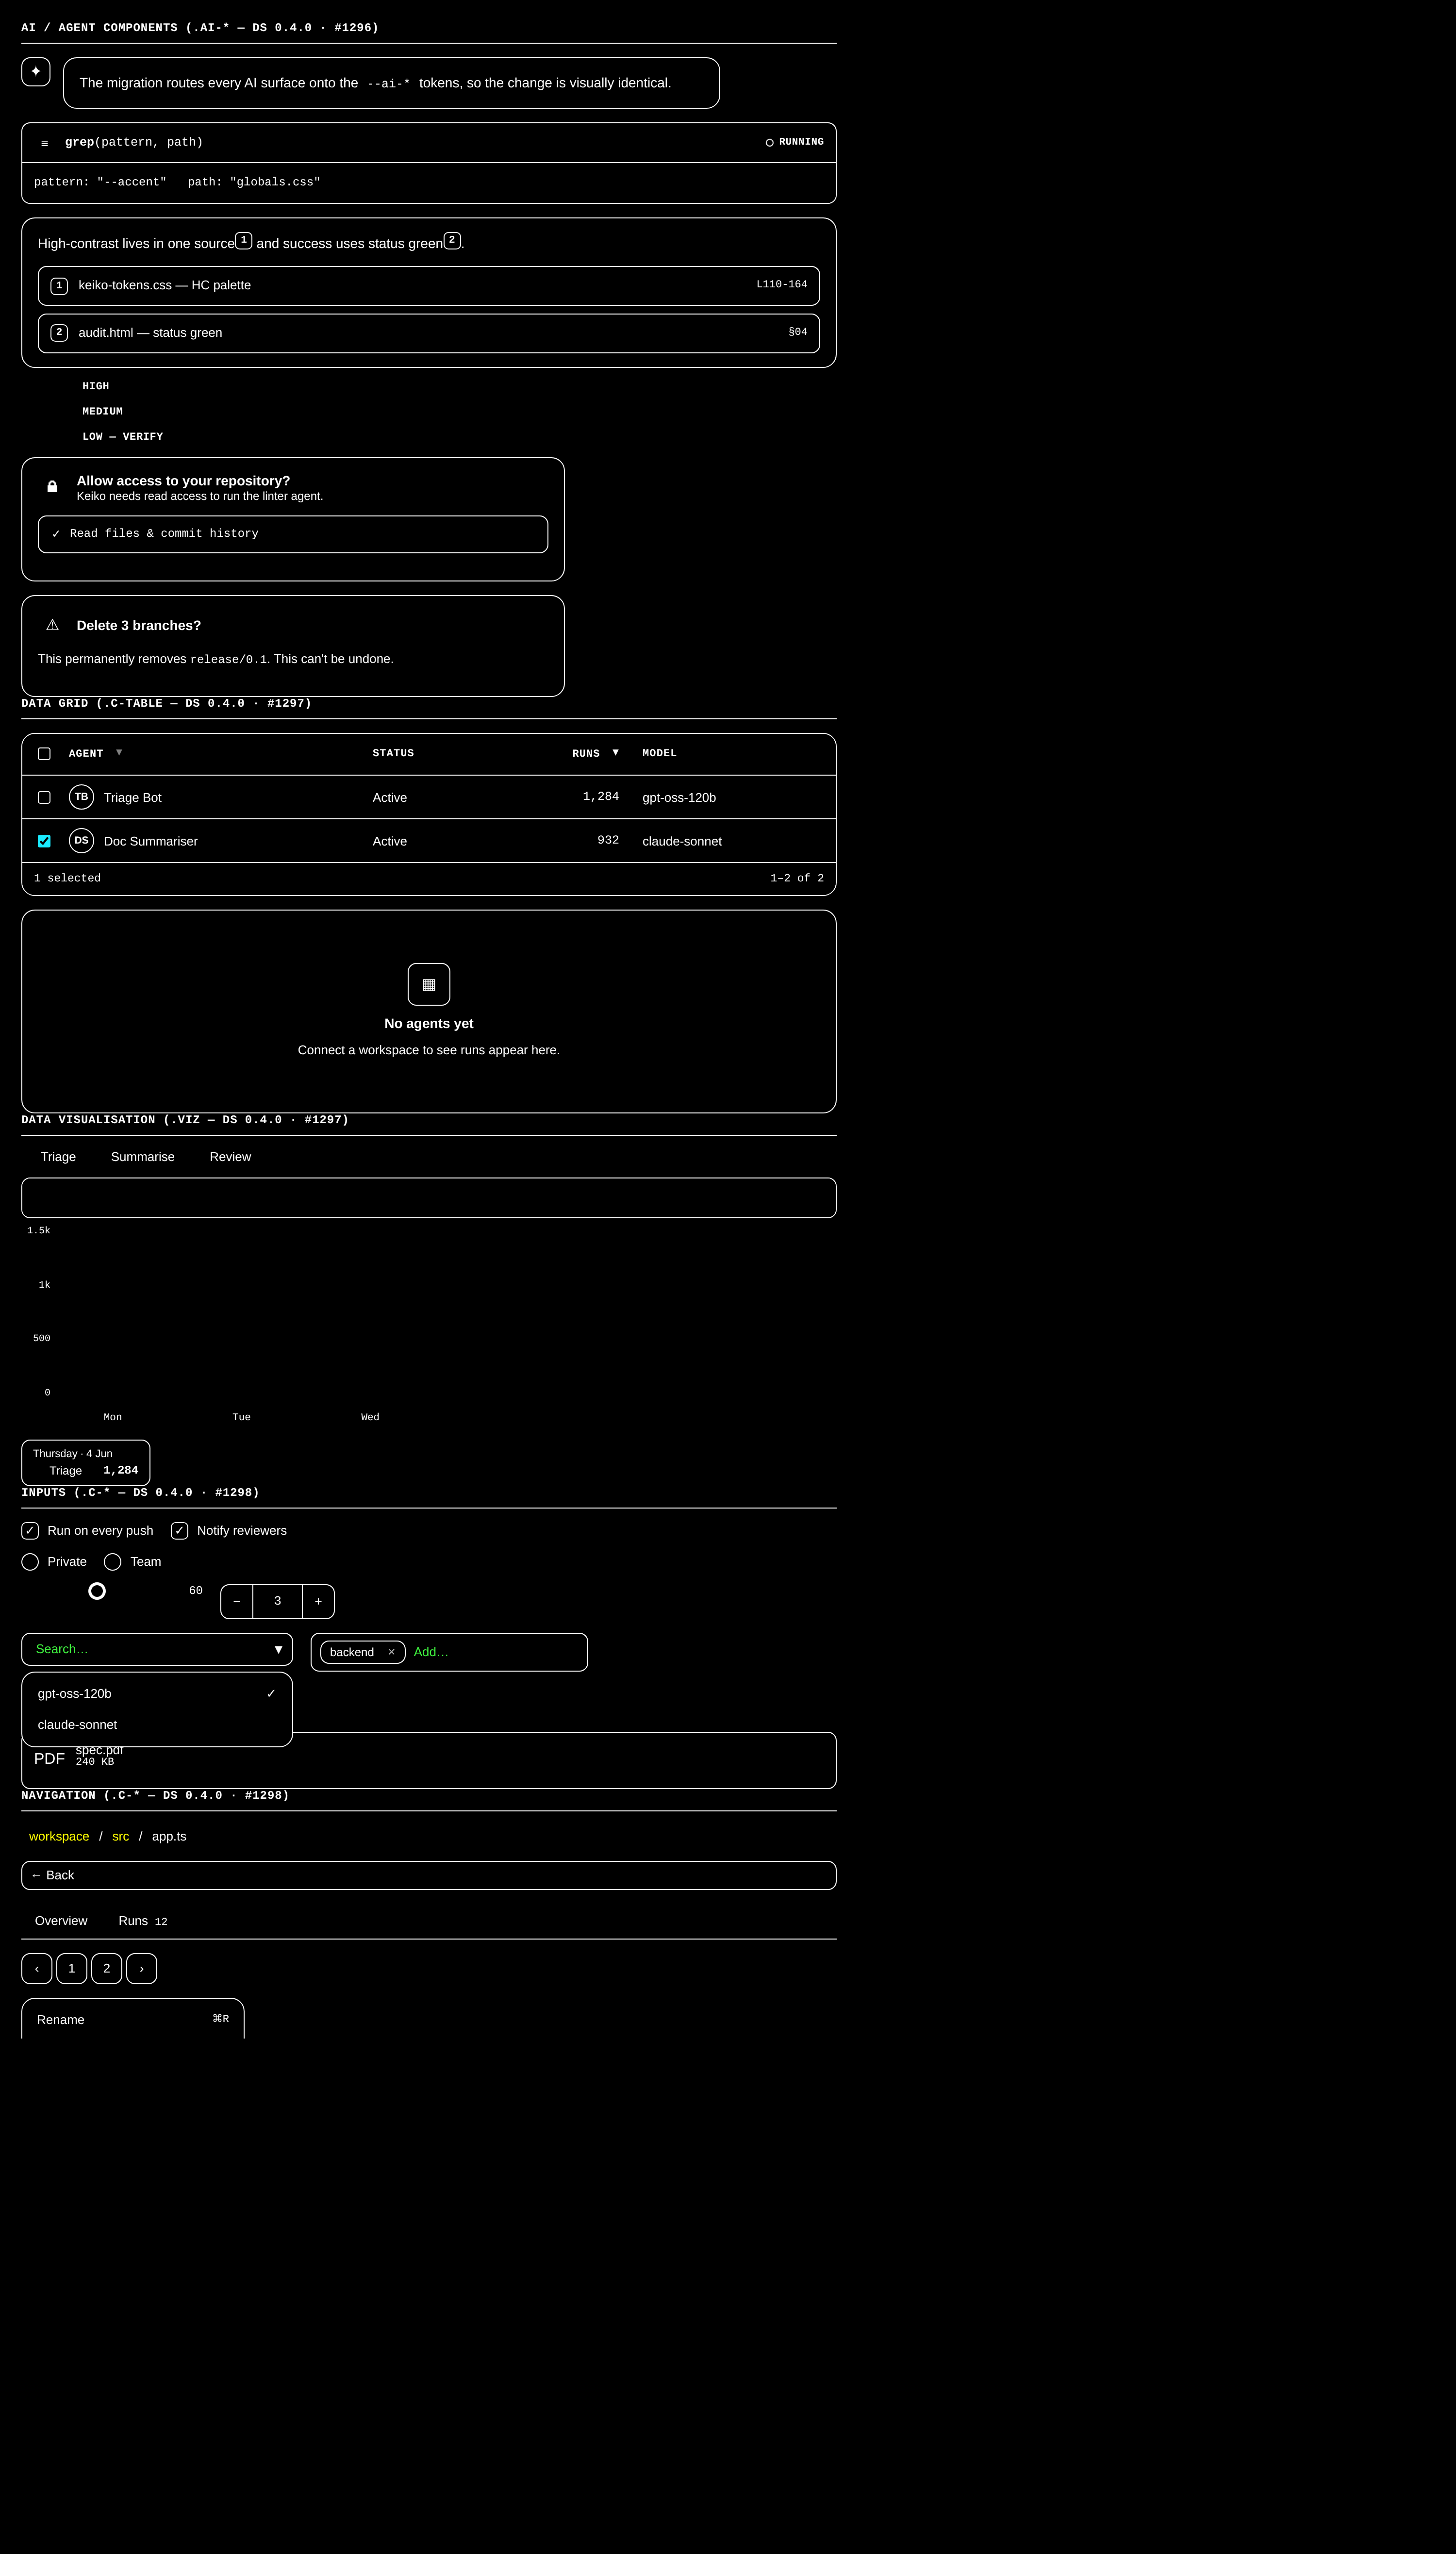 AI / AGENT COMPONENTS (.AI-* — DS 0.4.0 · #1296)
✦
The migration routes every AI surface onto the --ai-* tokens, so the change is visually identical.
≡ grep(pattern, path) RUNNING
pattern: "--accent" path: "globals.css"
High-contrast lives in one source 1 and success uses status green 2.
1 keiko-tokens.css — HC palette L110-164
2 audit.html — status green §04
HIGH
MEDIUM
LOW — VERIFY
Allow access to your repository?
Keiko needs read access to run the linter agent.
✓ Read files & commit history
⚠ Delete 3 branches?
This permanently removes release/0.1. This can't be undone.
DATA GRID (.C-TABLE — DS 0.4.0 · #1297)
AGENT ▼ STATUS RUNS ▼ MODEL
TB Triage Bot Active 1,284 gpt-oss-120b
DS Doc Summariser Active 932 claude-sonnet
1 selected 1–2 of 2
▦
No agents yet
Connect a workspace to see runs appear here.
DATA VISUALISATION (.VIZ — DS 0.4.0 · #1297)
Triage Summarise Review
1.5k
1k
500
0
Mon Tue Wed
Thursday · 4 Jun
Triage 1,284
INPUTS (.C-* — DS 0.4.0 · #1298)
✓ Run on every push ✓ Notify reviewers
Private Team
60 − 3 +
Search… ▼ backend × Add…
gpt-oss-120b ✓
claude-sonnet
spec.pdf
PDF 240 KB
NAVIGATION (.C-* — DS 0.4.0 · #1298)
workspace / src / app.ts
← Back
Overview Runs 12
‹ 1 2 ›
Rename ⌘R